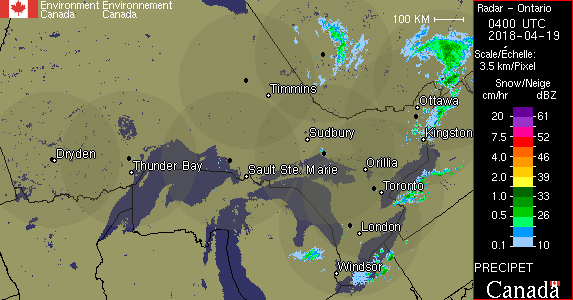 Environment Environnement
Canada Canada
100 KM
Timmins
Ottawa
Sudbury
Kingston
Dryden
Thunder Bay
Sault Ste. Marie
Orillia
Toronto
London
Windsor
Radar - Ontario
0400 UTC
2018-04-19
Scale/Échelle:
3.5 km/Pixel
Snow/Neige
cm/hr dBZ
20 61
7.5 52
4.0 46
2.0 39
1.0 33
0.5 26
0.1 10
PRECIPET
Canada